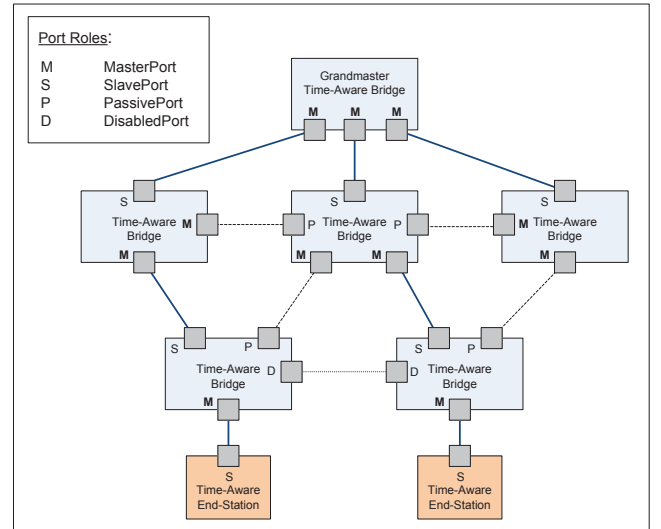 Port Roles:
M MasterPort
S SlavePort
P PassivePort
D DisabledPort
Grandmaster
Time-Aware Bridge
M M M
S S S
Time-Aware
Bridge
M
M
P Time-Aware P
Bridge
M M
M Time-Aware
Bridge
M
S P
Time-Aware
Bridge
D
M
S P
D Time-Aware
Bridge
M
S
Time-Aware
End-Station
S
Time-Aware
End-Station